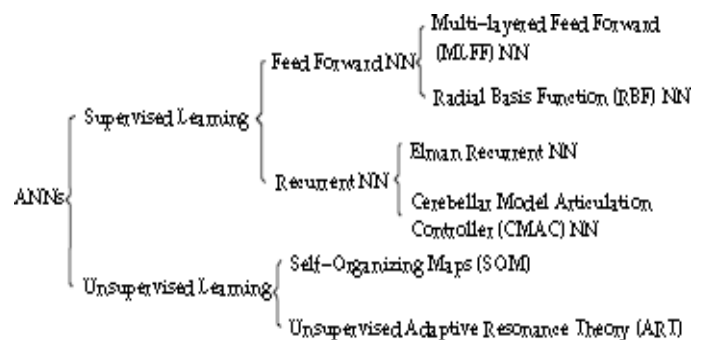 Multi-layered Feed Forward
(MLFF) NN
Feed Forward NN
Radial Basis Function (RBF) NN
Supervised Learning
Elman Recurrent NN
Recurrent NN
Cerebellar Model Articulation
Controller (CMAC) NN
ANNs
Self-Organizing Maps (SOM)
Unsupervised Learning
Unsupervised Adaptive Resonance Theory (ART)